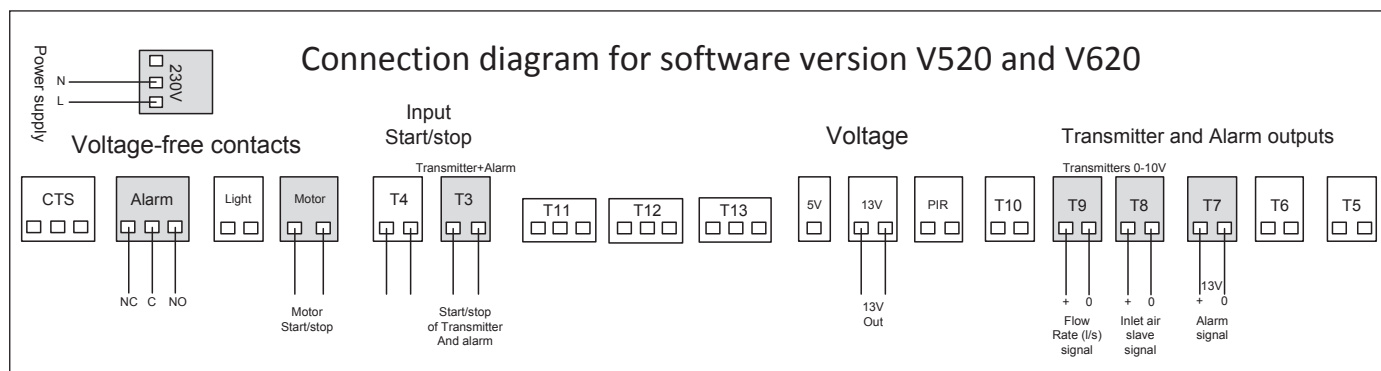 Connection diagram for software version V520 and V620
Power supply
N
L
230V
Voltage-free contacts
Input
Start/stop
Voltage
Transmitter and Alarm outputs
Transmitter+Alarm
Transmitters 0-10V
CTS
Alarm
Light
Motor
T4
T3
T11
T12
T13
5V
13V
PIR
T10
T9
T8
T7
T6
T5
NC
C
NO
Motor
Start/stop
Start/stop
of Transmitter
And alarm
13V
Out
+ 0
Flow
Rate (l/s)
signal
+ 0
Inlet air
slave
signal
13V
+ 0
Alarm
signal